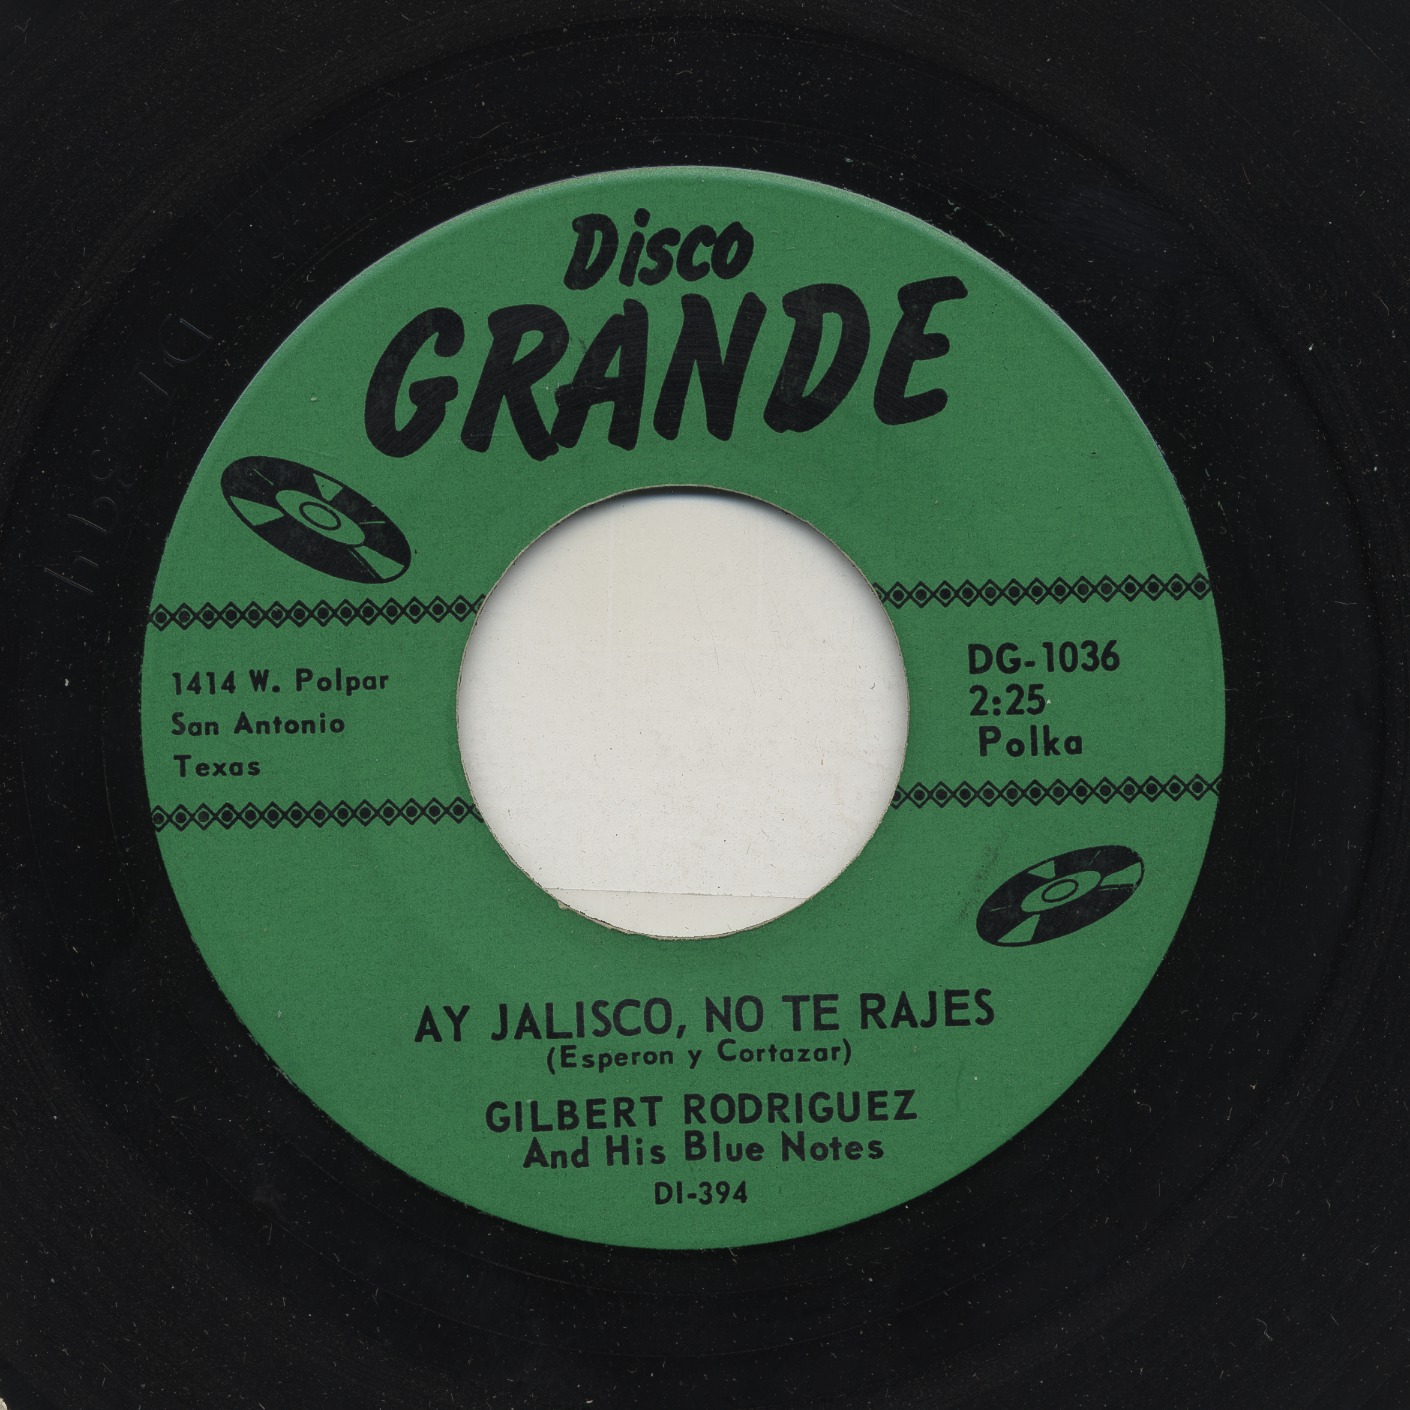 Disco
GRANDE
1414 W. Polpar
San Antonio
Texas
DG-1036
2:25
Polka
AY JALISCO, NO TE RAJES
(Esperon y Cortazar)
GILBERT RODRIGUEZ
And His Blue Notes
DI-394